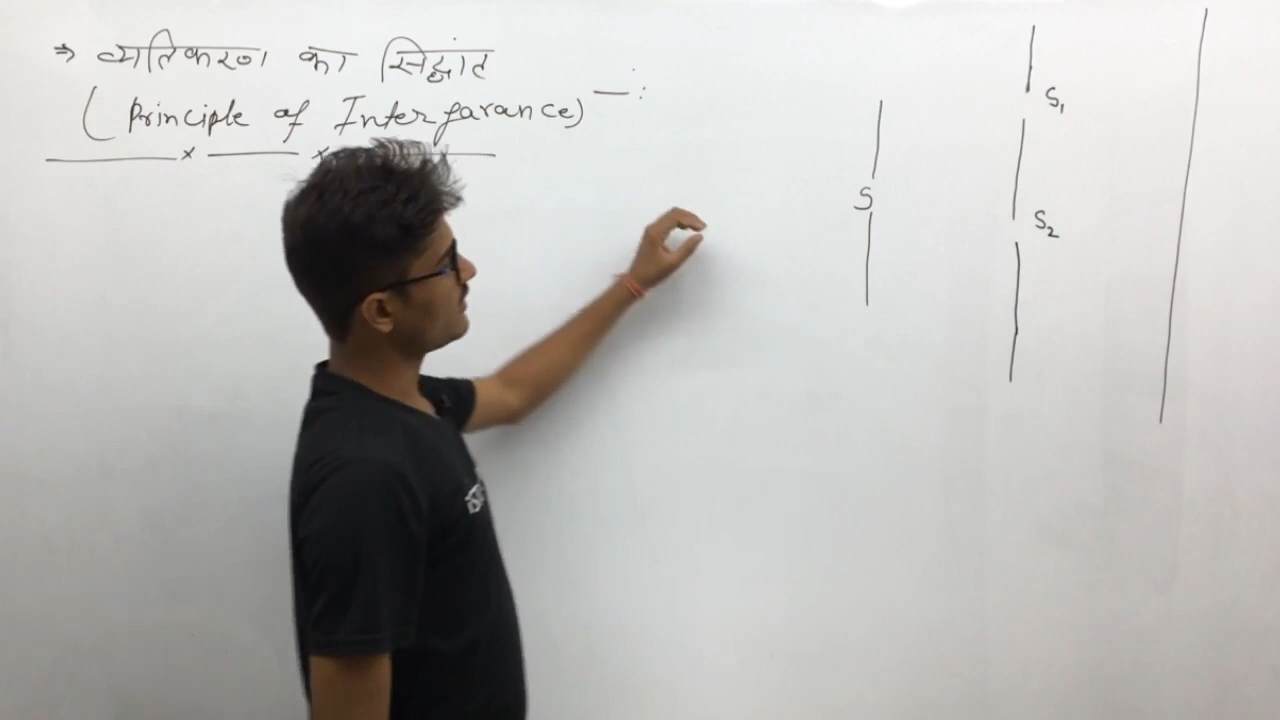 ⇒ व्यतिकरण का सिद्धांत
(Principle of Interfarance) —:
S₁
S
S₂